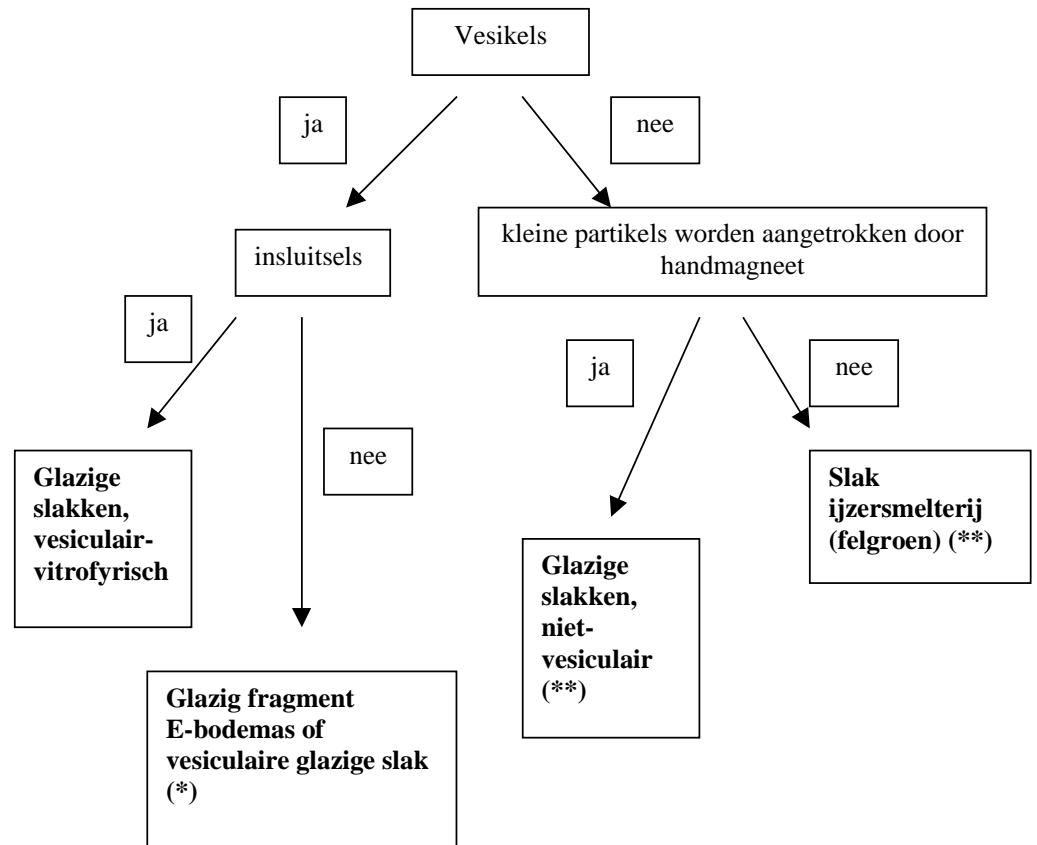 Vesikels
ja
nee
insluitsels
kleine partikels worden aangetrokken door
handmagneet
ja
nee
ja
nee
Glazige
slakken,
vesiculair-
vitrofyrisch
Glazig fragment
E-bodemas of
vesiculaire glazige slak
(*)
Glazige
slakken,
niet-
vesiculair
(**)
Slak
ijzersmelterij
(felgroen) (**)